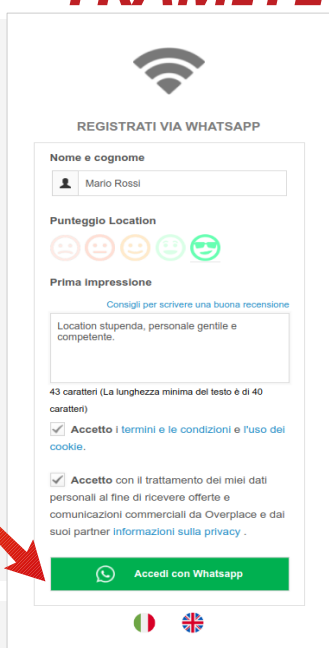 REGISTRATI VIA WHATSAPP
Nome e cognome
Mario Rossi
Punteggio Location
Prima impressione
Consigli per scrivere una buona recensione
Location stupenda, personale gentile e
competente.
43 caratteri (La lunghezza minima del testo è di 40
caratteri)
Accetto i termini e le condizioni e l'uso dei
cookie.
Accetto con il trattamento dei miei dati
personali al fine di ricevere offerte e
comunicazioni commerciali da Overplace e dai
suoi partner informazioni sulla privacy .
Accedi con Whatsapp